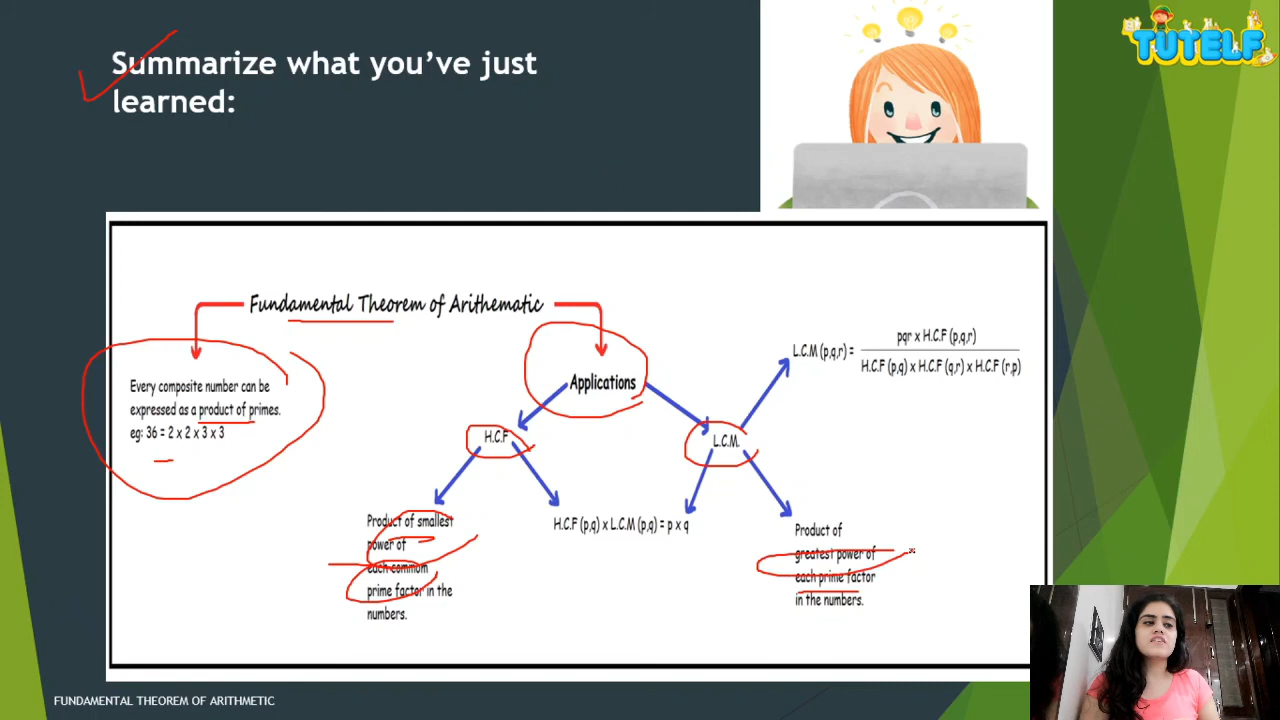 Summarize what you've just
learned:
TUTELF
Fundamental Theorem of Arithematic
Every composite number can be
expressed as a product of primes.
eg: 36 = 2 x 2 x 3 x 3
Applications
H.C.F
L.C.M.
L.C.M (p,q,r) =
pqr x H.C.F (p,q,r)
H.C.F (p,q) x H.C.F (q,r) x H.C.F (r,p)
Product of smallest
power of
each common
prime factor in the
numbers.
H.C.F (p,q) x L.C.M (p,q) = p x q
Product of
greatest power of
each prime factor
in the numbers.
FUNDAMENTAL THEOREM OF ARITHMETIC